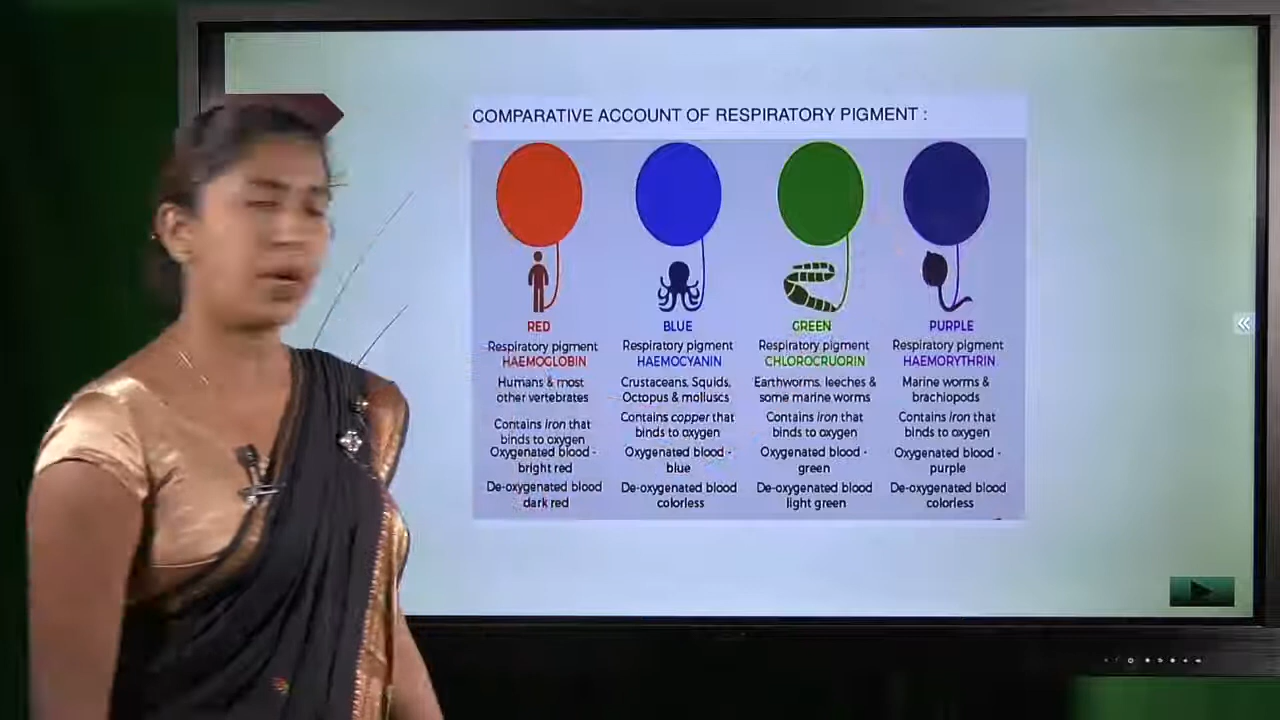 COMPARATIVE ACCOUNT OF RESPIRATORY PIGMENT :
RED
Respiratory pigment
HAEMOGLOBIN
Humans & most
other vertebrates
Contains iron that
binds to oxygen
Oxygenated blood -
bright red
De-oxygenated blood
dark red
BLUE
Respiratory pigment
HAEMOCYANIN
Crustaceans, Squids,
Octopus & molluscs
Contains copper that
binds to oxygen
Oxygenated blood -
blue
De-oxygenated blood
colorless
GREEN
Respiratory pigment
CHLOROCRUORIN
Earthworms, leeches &
some marine worms
Contains iron that
binds to oxygen
Oxygenated blood -
green
De-oxygenated blood
light green
PURPLE
Respiratory pigment
HAEMORYTHRIN
Marine worms &
brachiopods
Contains iron that
binds to oxygen
Oxygenated blood -
purple
De-oxygenated blood
colorless